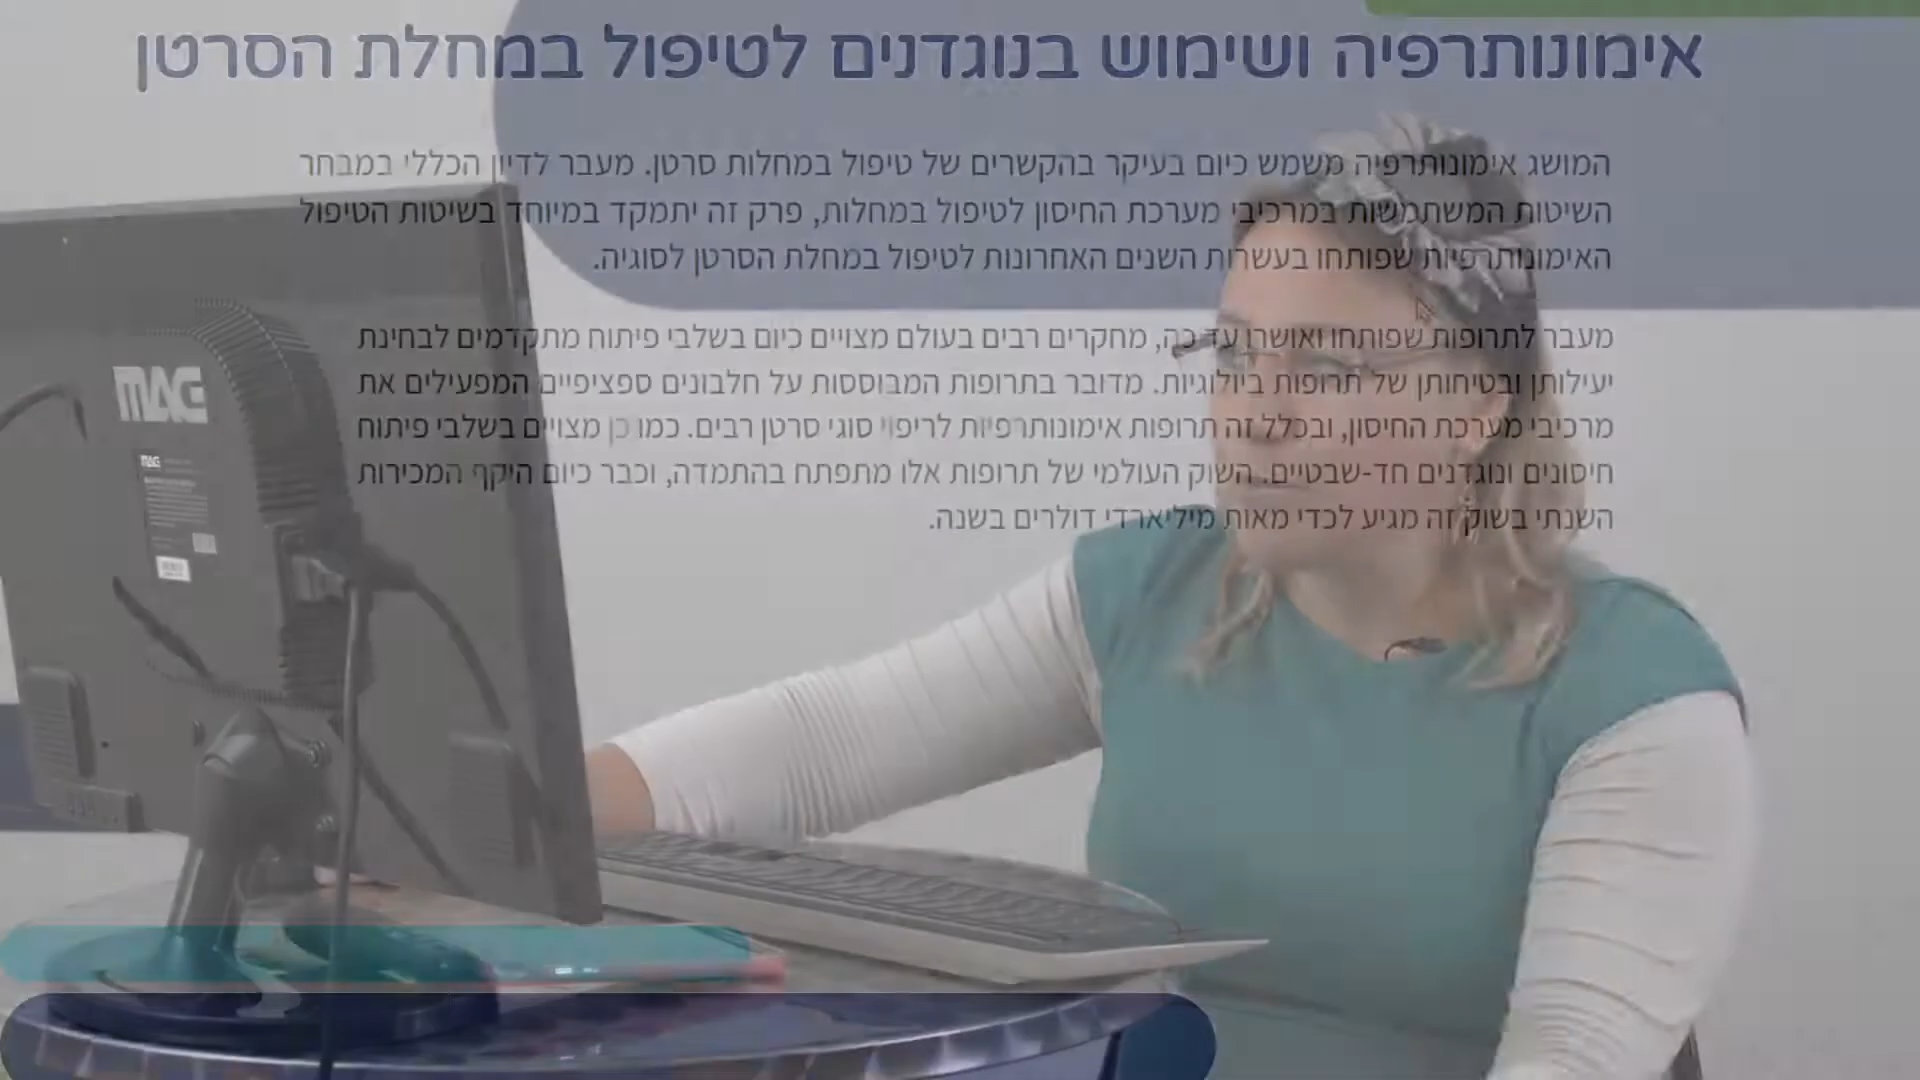 אימונותרפיה ושימוש בנוגדנים לטיפול במחלת הסרטן
המושג אימונותרפיה משמש כיום בעיקר בהקשרים של טיפול במחלות סרטן. מעבר לדיון הכללי במבחר
השיטות המשתמשות במרכיבי מערכת החיסון לטיפול במחלות, פרק זה יתמקד במיוחד בשיטות הטיפול
האימונותרפיות שפותחו בעשרות השנים האחרונות לטיפול במחלת הסרטן לסוגיה.
מעבר לתרופות שפותחו ואושרו עד כה, מחקרים רבים בעולם מצויים כיום בשלבי פיתוח מתקדמים לבחינת
יעילותן ובטיחותן של תרופות ביולוגיות. מדובר בתרופות המבוססות על חלבונים ספציפיים המפעילים את
מרכיבי מערכת החיסון, ובכלל זה תרופות אימונותרפיות לריפוי סוגי סרטן רבים. כמו כן מצויים בשלבי פיתוח
חיסונים ונוגדנים חד-שבטיים. השוק העולמי של תרופות אלו מתפתח בהתמדה, וכבר כיום היקף המכירות
השנתי בשוק זה מגיע לכדי מאות מיליארדי דולרים בשנה.
MAG
MAG